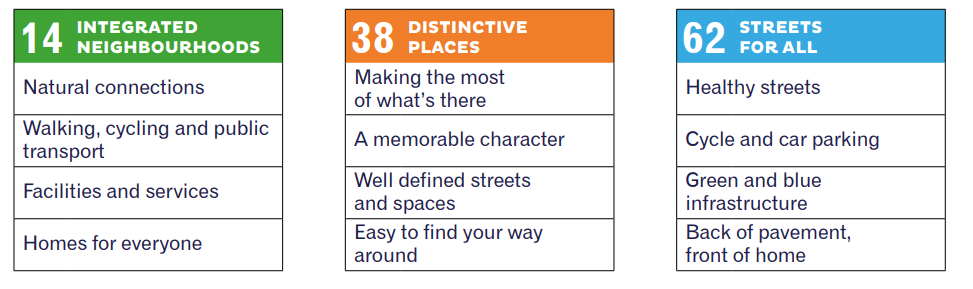 14 INTEGRATED
NEIGHBOURHOODS
Natural connections
Walking, cycling and public
transport
Facilities and services
Homes for everyone
38 DISTINCTIVE
PLACES
Making the most
of what's there
A memorable character
Well defined streets
and spaces
Easy to find your way
around
62 STREETS
FOR ALL
Healthy streets
Cycle and car parking
Green and blue
infrastructure
Back of pavement,
front of home